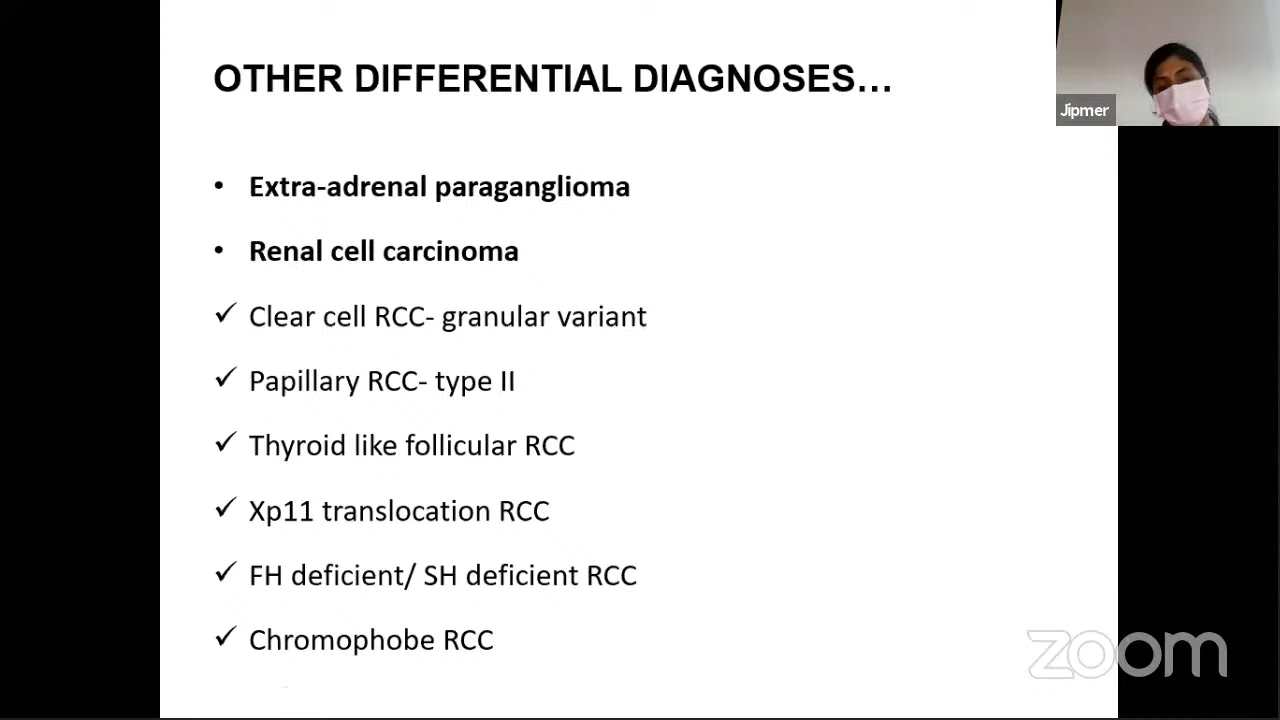 OTHER DIFFERENTIAL DIAGNOSES…
Jipmer
• Extra-adrenal paraganglioma
• Renal cell carcinoma
✓ Clear cell RCC- granular variant
✓ Papillary RCC- type II
✓ Thyroid like follicular RCC
✓ Xp11 translocation RCC
✓ FH deficient/ SH deficient RCC
✓ Chromophobe RCC
zoom